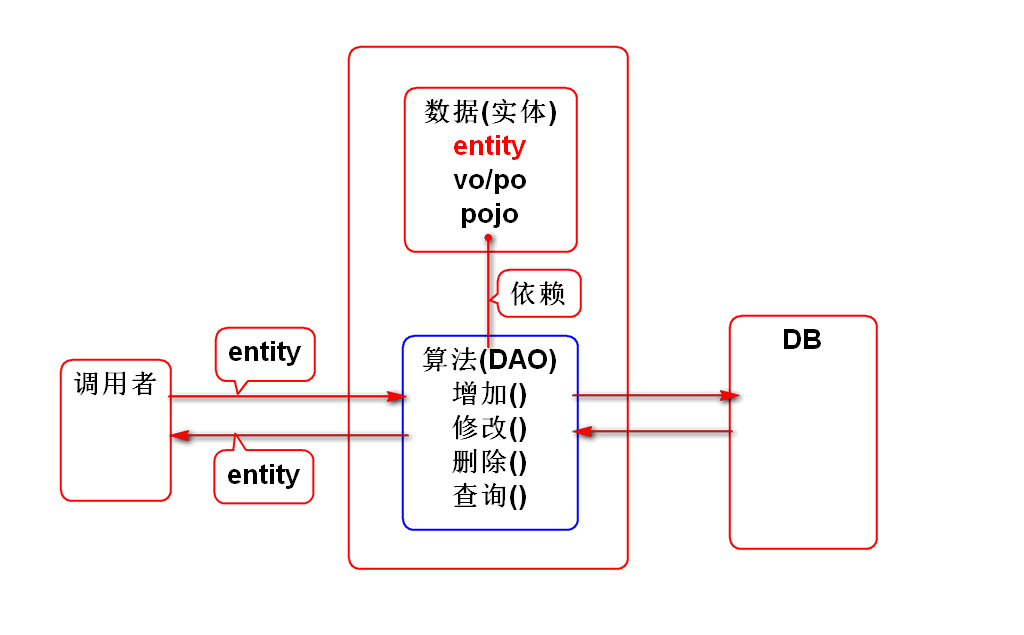 数据(实体)
entity
vo/po
pojo
依赖
调用者
entity
entity
算法(DAO)
增加()
修改()
删除()
查询()
DB